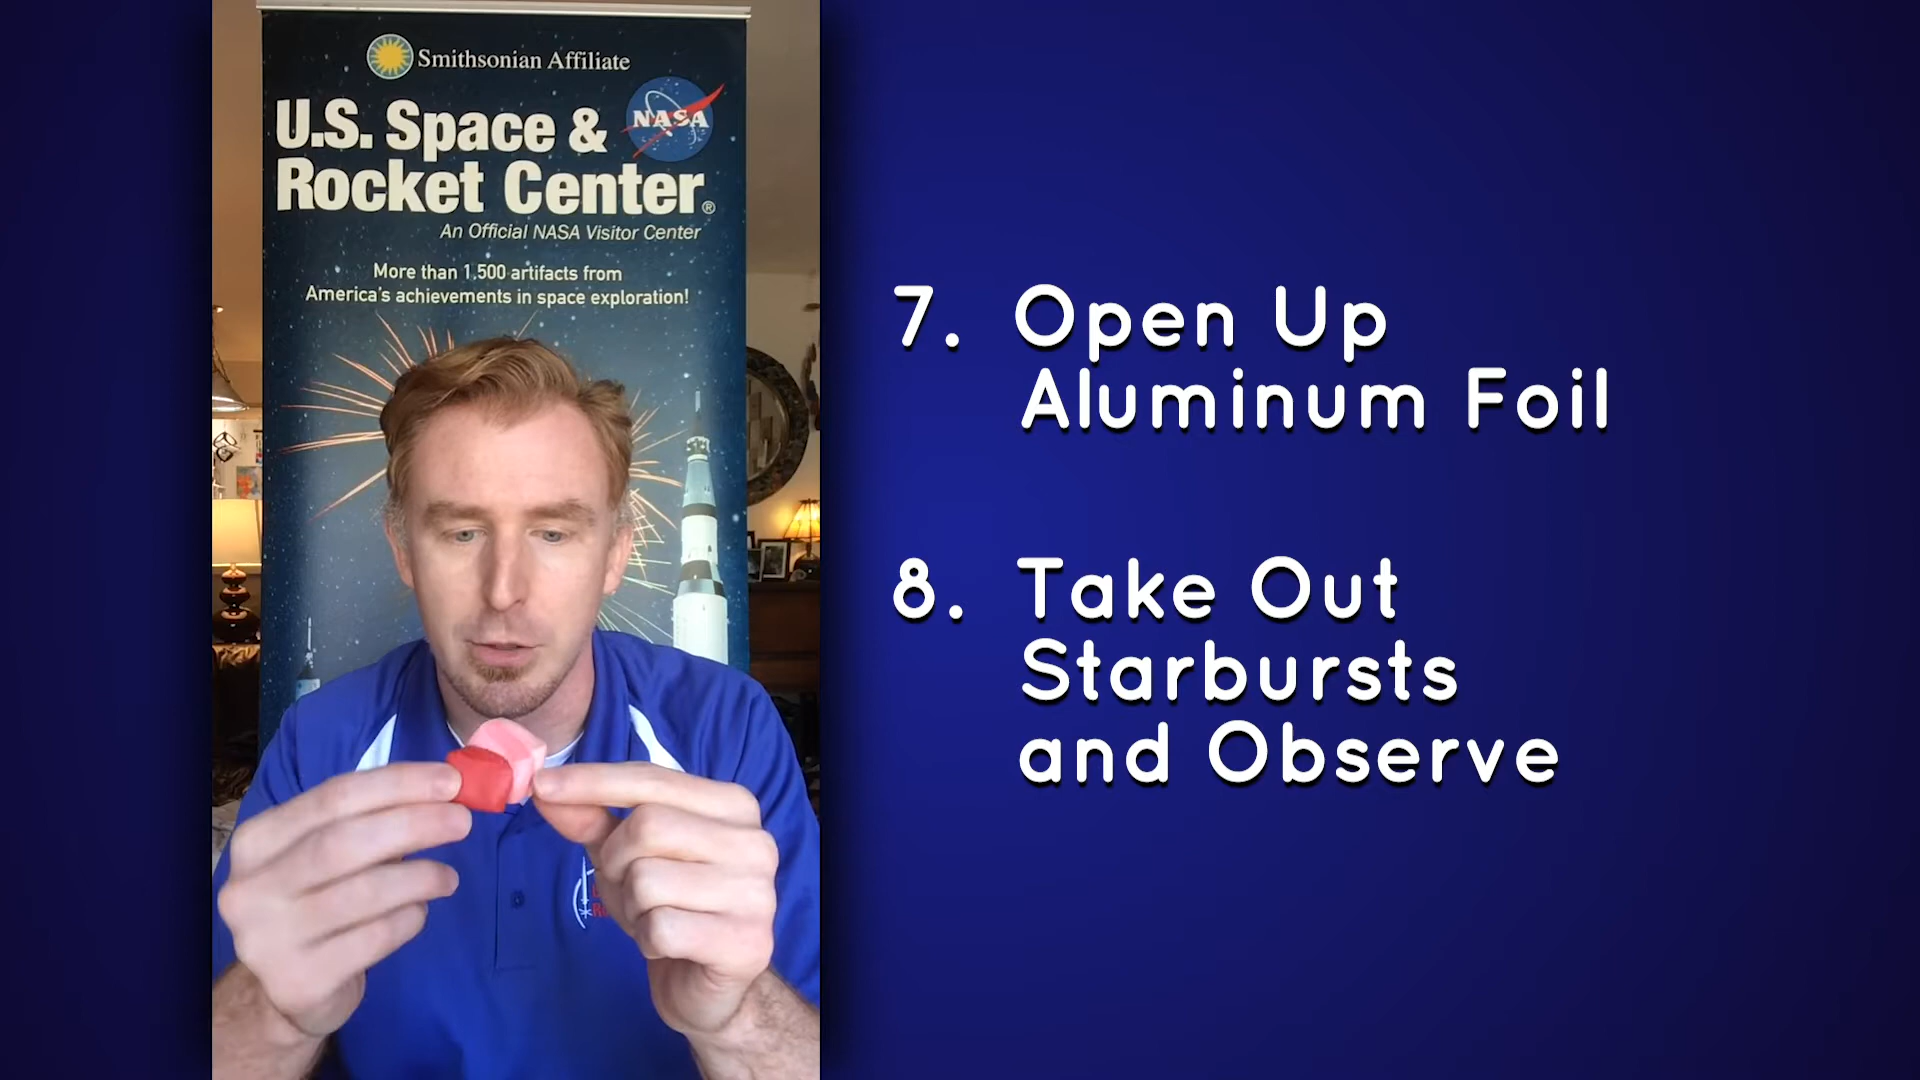 Smithsonian Affiliate
U.S. Space &
NASA
Rocket Center®
An Official NASA Visitor Center
More than 1,500 artifacts from
America's achievements in space exploration!
7. Open Up
Aluminum Foil
8. Take Out
Starbursts
and Observe